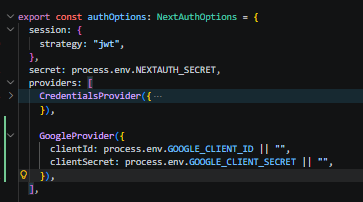 export const authOptions: NextAuthOptions = {
  session: {
    strategy: "jwt",
  },
  secret: process.env.NEXTAUTH_SECRET,
  providers: [
    CredentialsProvider({ ···
    }),

    GoogleProvider({
      clientId: process.env.GOOGLE_CLIENT_ID || "",
      clientSecret: process.env.GOOGLE_CLIENT_SECRET || "",
    }),
  ],